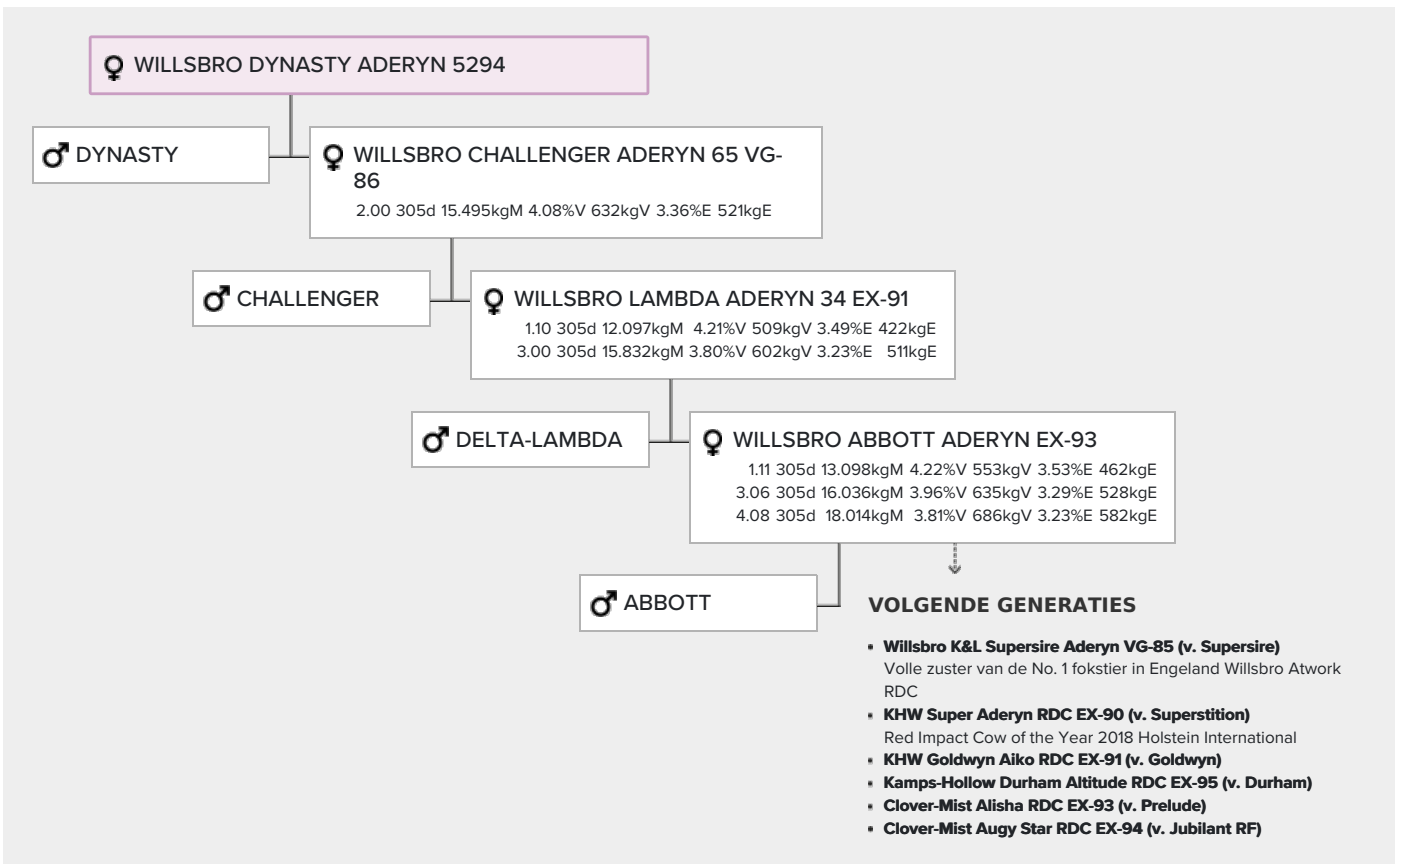 WILLSBRO DYNASTY ADERYN 5294
DYNASTY
WILLSBRO CHALLENGER ADERYN 65 VG-
86
2.00 305d 15.495kgM 4.08%V 632kgV 3.36%E 521kgE
CHALLENGER
WILLSBRO LAMBDA ADERYN 34 EX-91
1.10 305d 12.097kgM 4.21%V 509kgV 3.49%E 422kgE
3.00 305d 15.832kgM 3.80%V 602kgV 3.23%E 511kgE
DELTA-LAMBDA
WILLSBRO ABBOTT ADERYN EX-93
1.11 305d 13.098kgM 4.22%V 553kgV 3.53%E 462kgE
3.06 305d 16.036kgM 3.96%V 635kgV 3.29%E 528kgE
4.08 305d 18.014kgM 3.81%V 686kgV 3.23%E 582kgE
ABBOTT
VOLGENDE GENERATIES
Willsbro K&L Supersire Aderyn VG-85 (v. Supersire)
Volle zuster van de No. 1 fokstier in Engeland Willsbro Atwork
RDC
KHW Super Aderyn RDC EX-90 (v. Superstition)
Red Impact Cow of the Year 2018 Holstein International
KHW Goldwyn Aiko RDC EX-91 (v. Goldwyn)
Kamps-Hollow Durham Altitude RDC EX-95 (v. Durham)
Clover-Mist Alisha RDC EX-93 (v. Prelude)
Clover-Mist Augy Star RDC EX-94 (v. Jubilant RF)